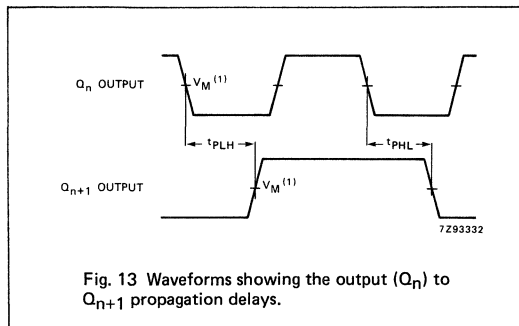 Qn OUTPUT
VM (1)
tPLH
tPHL
Qn+1 OUTPUT
VM (1)
7Z93332
Fig. 13 Waveforms showing the output (Qn) to
Qn+1 propagation delays.